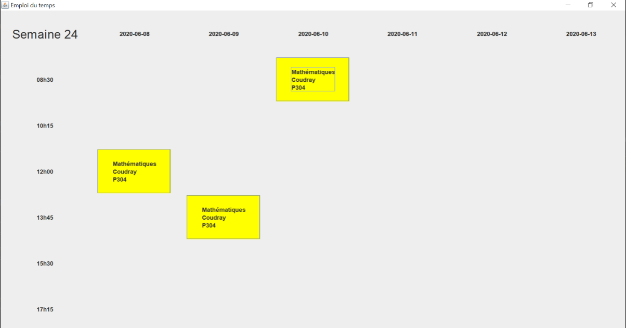 Emploi du temps
Semaine 24 2020-06-08 2020-06-09 2020-06-10 2020-06-11 2020-06-12 2020-06-13
08h30
Mathématiques
Coudray
P304
10h15
12h00
Mathématiques
Coudray
P304
13h45
Mathématiques
Coudray
P304
15h30
17h15